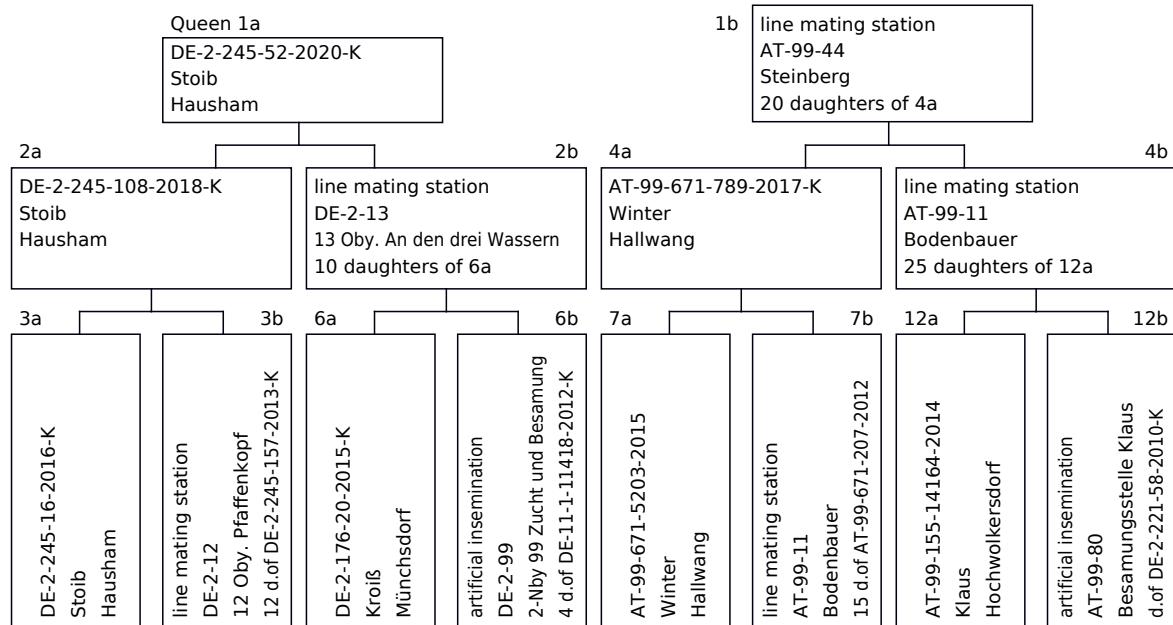 Queen 1a
DE-2-245-52-2020-K
Stoib
Hausham
1b
line mating station
AT-99-44
Steinberg
20 daughters of 4a
2a
DE-2-245-108-2018-K
Stoib
Hausham
2b
line mating station
DE-2-13
13 Oby. An den drei Wassern
10 daughters of 6a
4a
AT-99-671-789-2017-K
Winter
Hallwang
4b
line mating station
AT-99-11
Bodenbauer
25 daughters of 12a
3a
DE-2-245-16-2016-K
Stoib
Hausham
3b
line mating station
DE-2-12
12 Oby. Pfaffenkopf
12 d.of DE-2-245-157-2013-K
6a
DE-2-176-20-2015-K
Kroiß
Münchsdorf
6b
artificial insemination
DE-2-99
2-Nby 99 Zucht und Besamung
4 d.of DE-11-1-11418-2012-K
7a
AT-99-671-5203-2015
Winter
Hallwang
7b
line mating station
AT-99-11
Bodenbauer
15 d.of AT-99-671-207-2012
12a
AT-99-155-14164-2014
Klaus
Hochwolkersdorf
12b
artificial insemination
AT-99-80
Besamungsstelle Klaus
d.of DE-2-221-58-2010-K